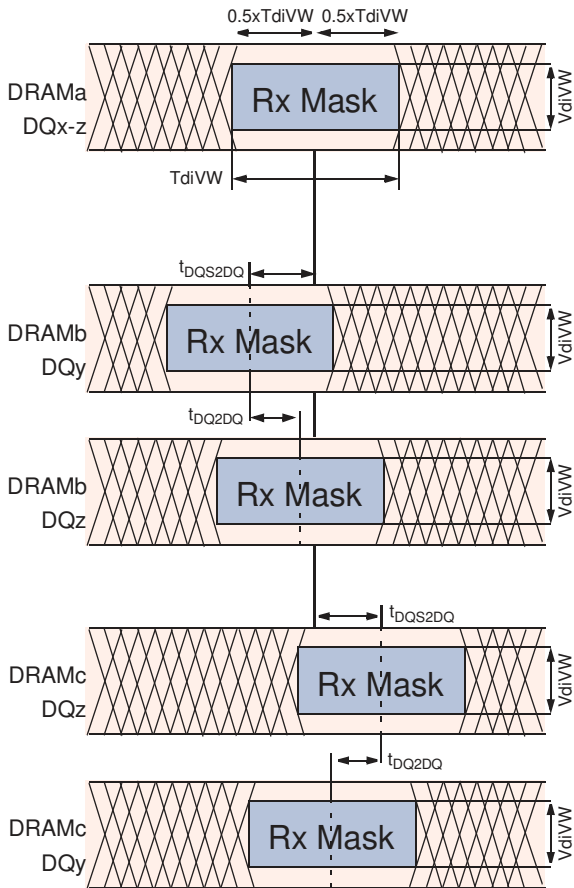 0.5xTdiVW 0.5xTdiVW
DRAMa
DQx-z
Rx Mask
VdiVW
TdiVW
tDQS2DQ
DRAMb
DQy
Rx Mask
VdiVW
tDQ2DQ
DRAMb
DQz
Rx Mask
VdiVW
tDQS2DQ
DRAMc
DQz
Rx Mask
VdiVW
tDQ2DQ
DRAMc
DQy
Rx Mask
VdiVW